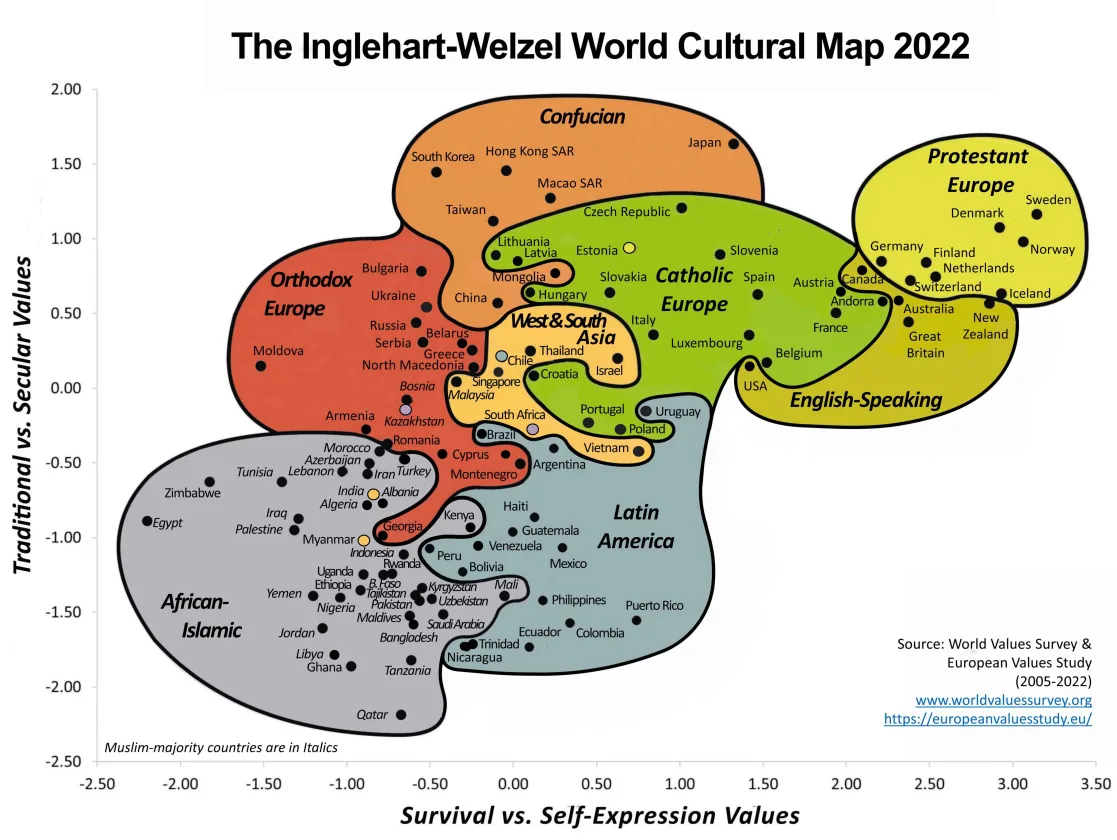 The Inglehart-Welzel World Cultural Map 2022
2.00
1.50
1.00
0.50
0.00
-0.50
-1.00
-1.50
-2.00
-2.50
Traditional vs. Secular Values
Confucian
Japan
South Korea
Hong Kong SAR
Macao SAR
Taiwan
Mongolia
China
Protestant
Europe
Sweden
Denmark
Norway
Germany
Finland
Netherlands
Switzerland
Iceland
Catholic
Europe
Czech Republic
Lithuania
Latvia
Estonia
Slovenia
Hungary
Slovakia
Spain
Austria
Andorra
France
Italy
Luxembourg
Belgium
Croatia
Portugal
Poland
English-Speaking
Canada
Australia
Great
Britain
New
Zealand
USA
Orthodox
Europe
Bulgaria
Ukraine
Russia
Belarus
Serbia
Greece
Moldova
North Macedonia
Bosnia
Kazakhstan
Armenia
Romania
Cyprus
Montenegro
Georgia
West & South
Asia
Chile
Thailand
Israel
Singapore
Malaysia
South Africa
Vietnam
Latin
America
Uruguay
Brazil
Argentina
Haiti
Guatemala
Venezuela
Mexico
Peru
Bolivia
Philippines
Puerto Rico
Ecuador
Colombia
Trinidad
Nicaragua
African-
Islamic
Morocco
Azerbaijan
Lebanon
Iran
Turkey
Tunisia
Zimbabwe
India
Albania
Algeria
Egypt
Iraq
Palestine
Myanmar
Kenya
Indonesia
Rwanda
Uganda
Ethiopia
B. Faso
Tajikistan
Kyrgyzstan
Mali
Yemen
Nigeria
Pakistan
Uzbekistan
Maldives
Saudi Arabia
Bangladesh
Jordan
Libya
Ghana
Tanzania
Qatar
Source: World Values Survey &
European Values Study
(2005-2022)
www.worldvaluessurvey.org
https://europeanvaluesstudy.eu/
Muslim-majority countries are in Italics
-2.50 -2.00 -1.50 -1.00 -0.50 0.00 0.50 1.00 1.50 2.00 2.50 3.00 3.50
Survival vs. Self-Expression Values